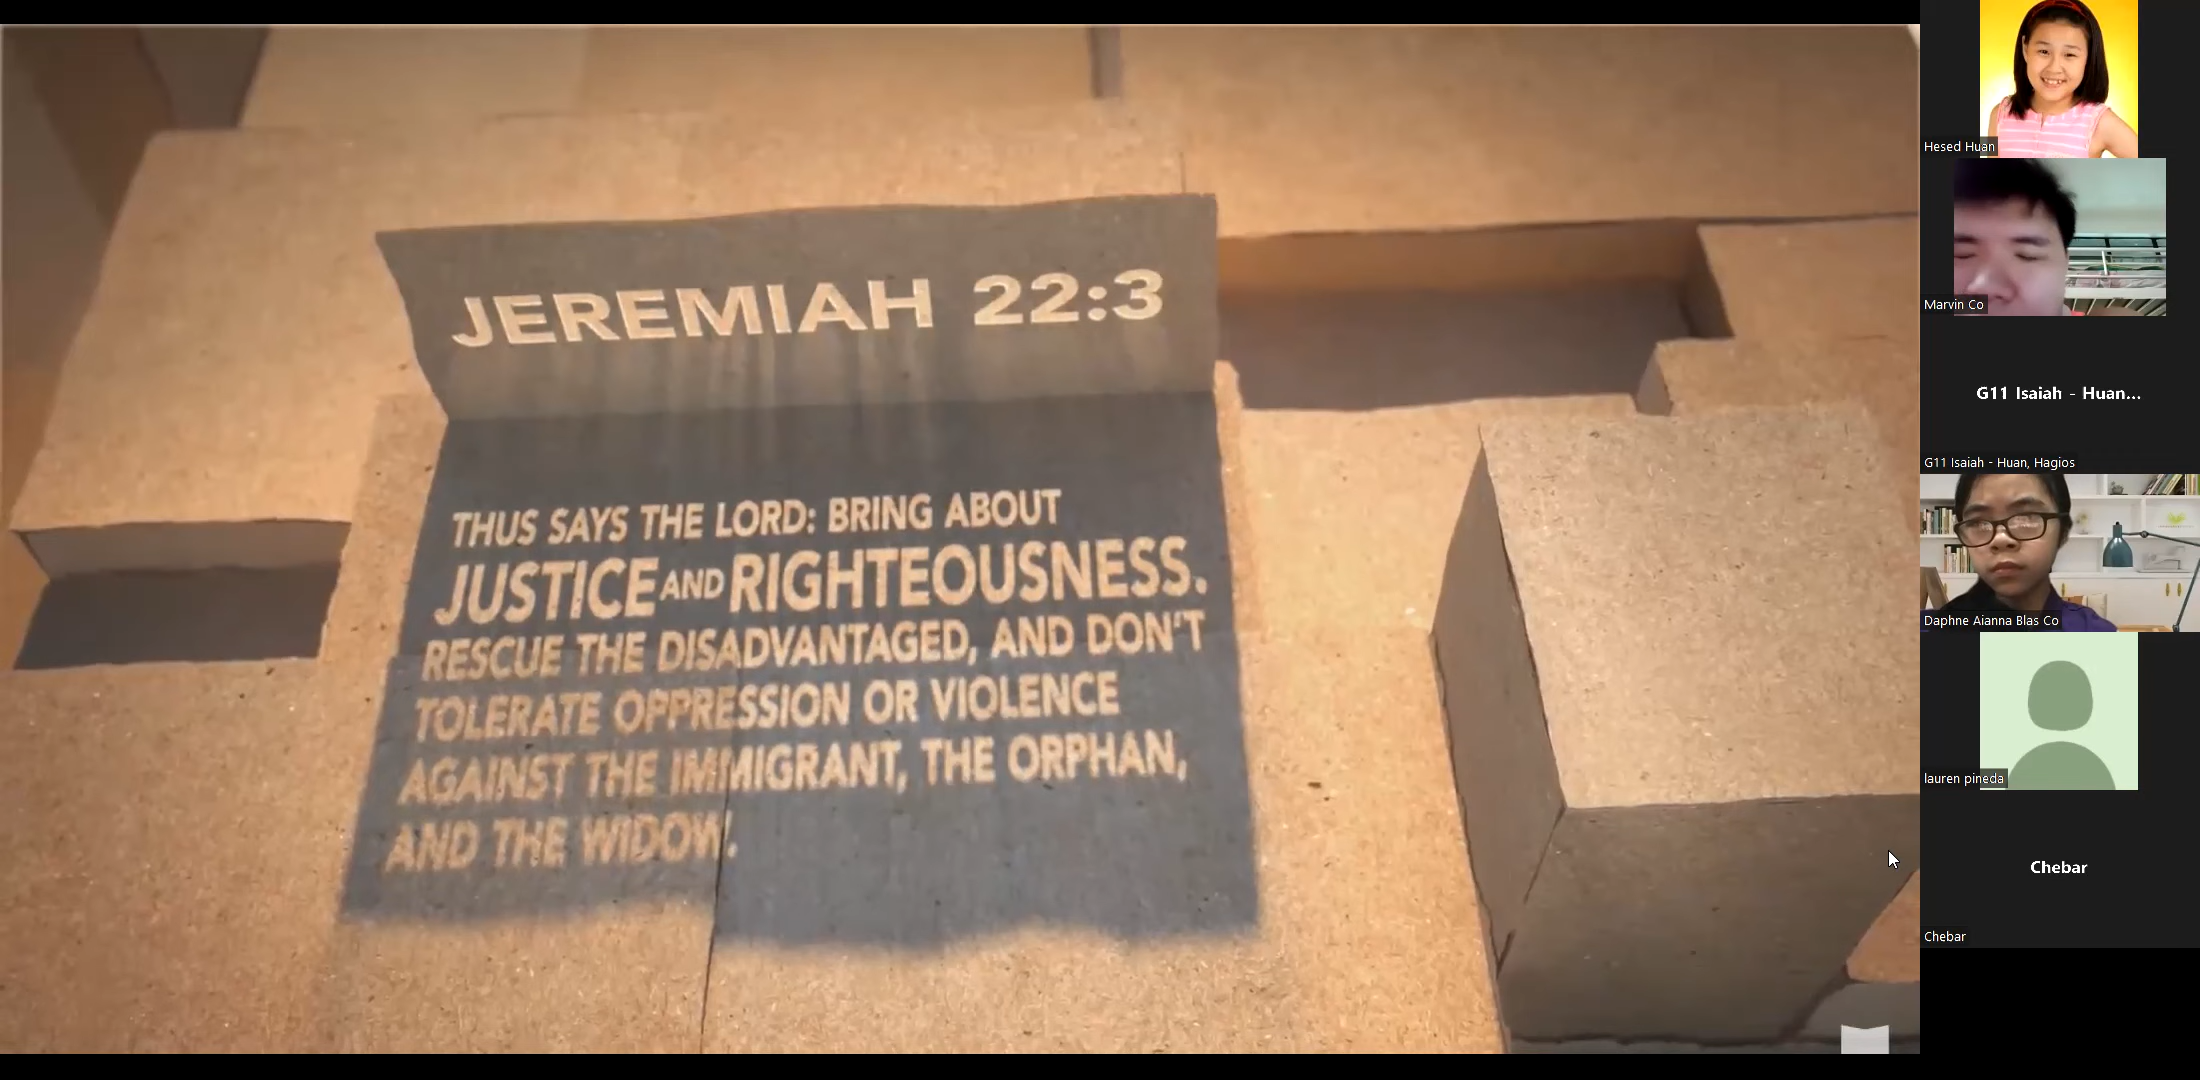 JEREMIAH 22:3
THUS SAYS THE LORD: BRING ABOUT
JUSTICE AND RIGHTEOUSNESS.
RESCUE THE DISADVANTAGED, AND DON'T
TOLERATE OPPRESSION OR VIOLENCE
AGAINST THE IMMIGRANT, THE ORPHAN,
AND THE WIDOW.
Hesed Huan
Marvin Co
G11 Isaiah - Huan...
G11 Isaiah - Huan, Hagios
Daphne Aianna Blas Co
lauren pineda
Chebar
Chebar